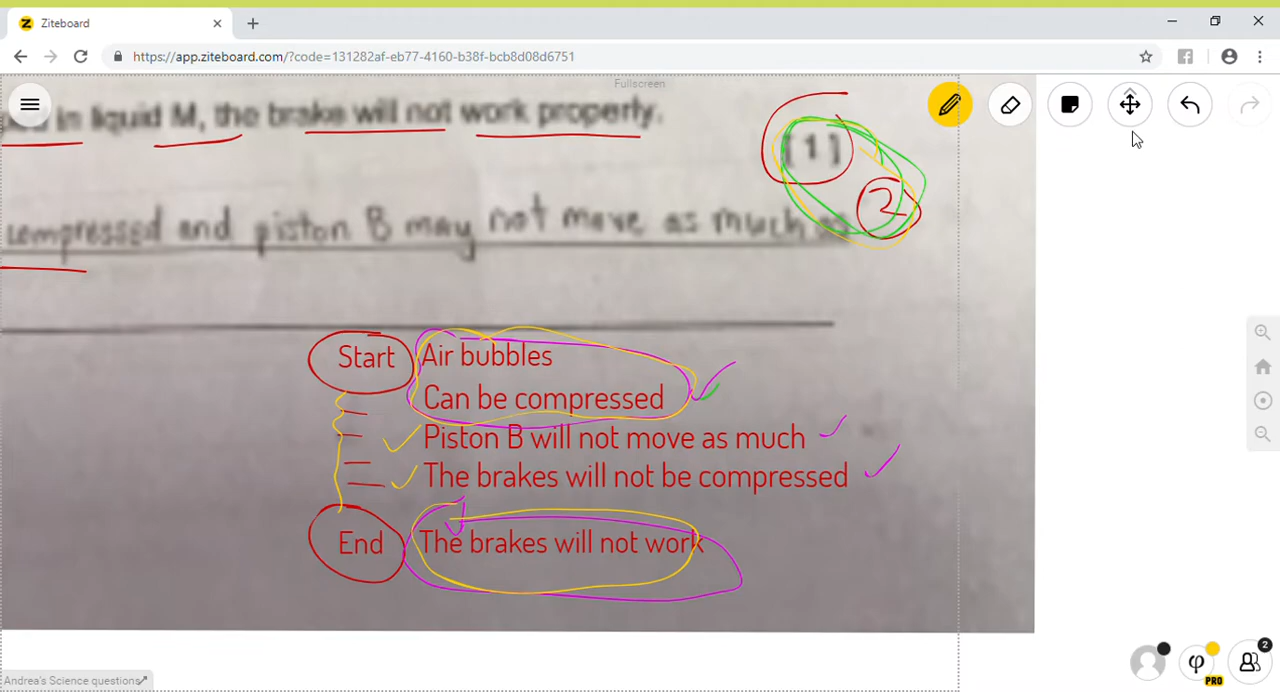 Ziteboard
https://app.ziteboard.com/?code=131282af-eb77-4160-b38f-bcb8d08d6751
Fullscreen
in liquid M, the brake will not work properly.
[1]
2
compressed and piston B may not move as much as
Start
Air bubbles
Can be compressed
Piston B will not move as much
The brakes will not be compressed
End
The brakes will not work
Andrea's Science questions
φ
PRO
2